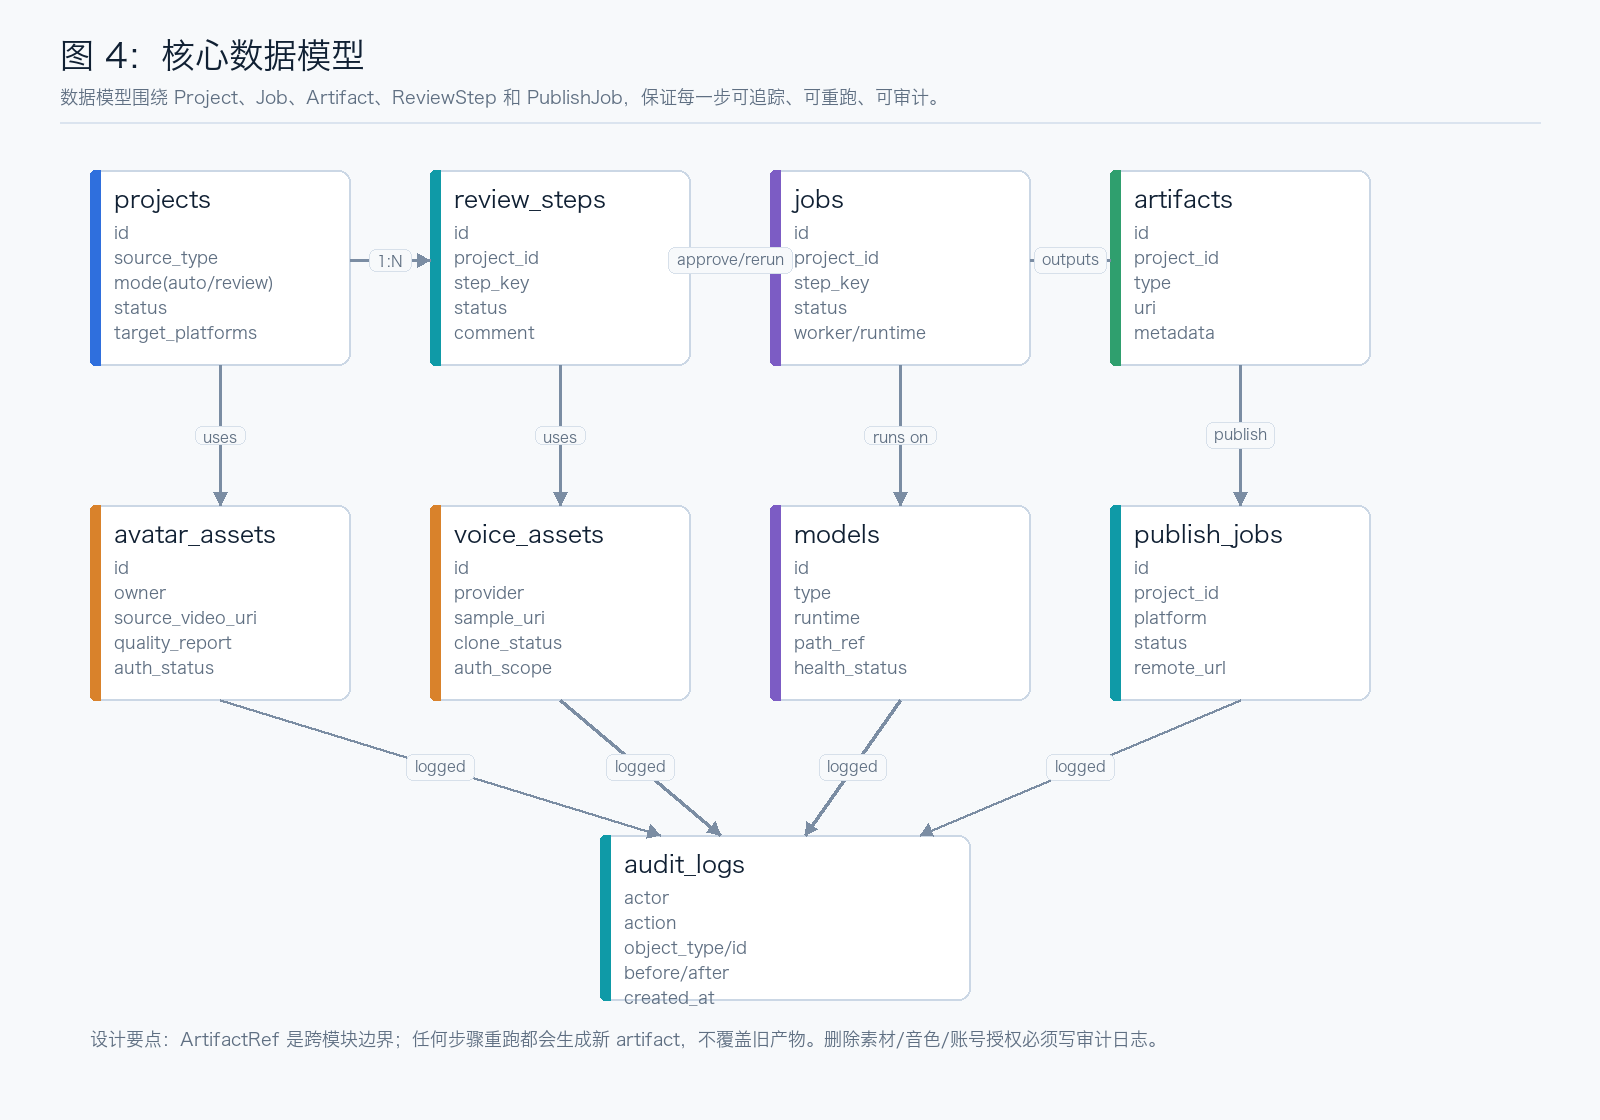 图 4：核心数据模型
数据模型围绕 Project、Job、Artifact、ReviewStep 和 PublishJob，保证每一步可追踪、可重跑、可审计。
projects
id
source_type
mode(auto/review)
status
target_platforms
1:N
review_steps
id
project_id
step_key
status
comment
approve/rerun
jobs
id
project_id
step_key
status
worker/runtime
outputs
artifacts
id
project_id
type
uri
metadata
uses
uses
runs on
publish
avatar_assets
id
owner
source_video_uri
quality_report
auth_status
voice_assets
id
provider
sample_uri
clone_status
auth_scope
models
id
type
runtime
path_ref
health_status
publish_jobs
id
project_id
platform
status
remote_url
logged
logged
logged
logged
audit_logs
actor
action
object_type/id
before/after
created_at
设计要点：ArtifactRef 是跨模块边界；任何步骤重跑都会生成新 artifact，不覆盖旧产物。删除素材/音色/账号授权必须写审计日志。